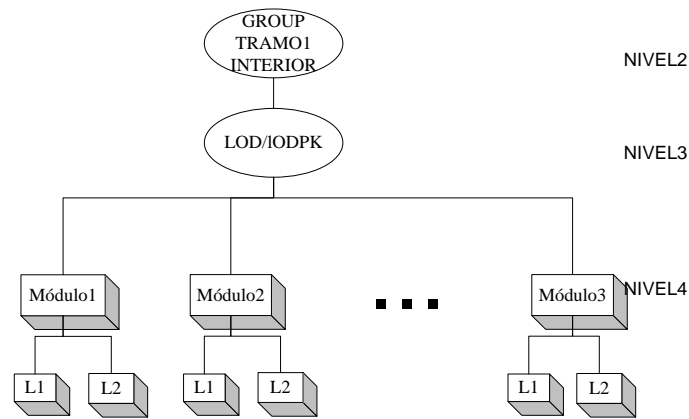 GROUP
TRAMO1
INTERIOR
NIVEL2
LOD/lODPK
NIVEL3
Módulo1
Módulo2
Módulo3
NIVEL4
L1
L2
L1
L2
L1
L2